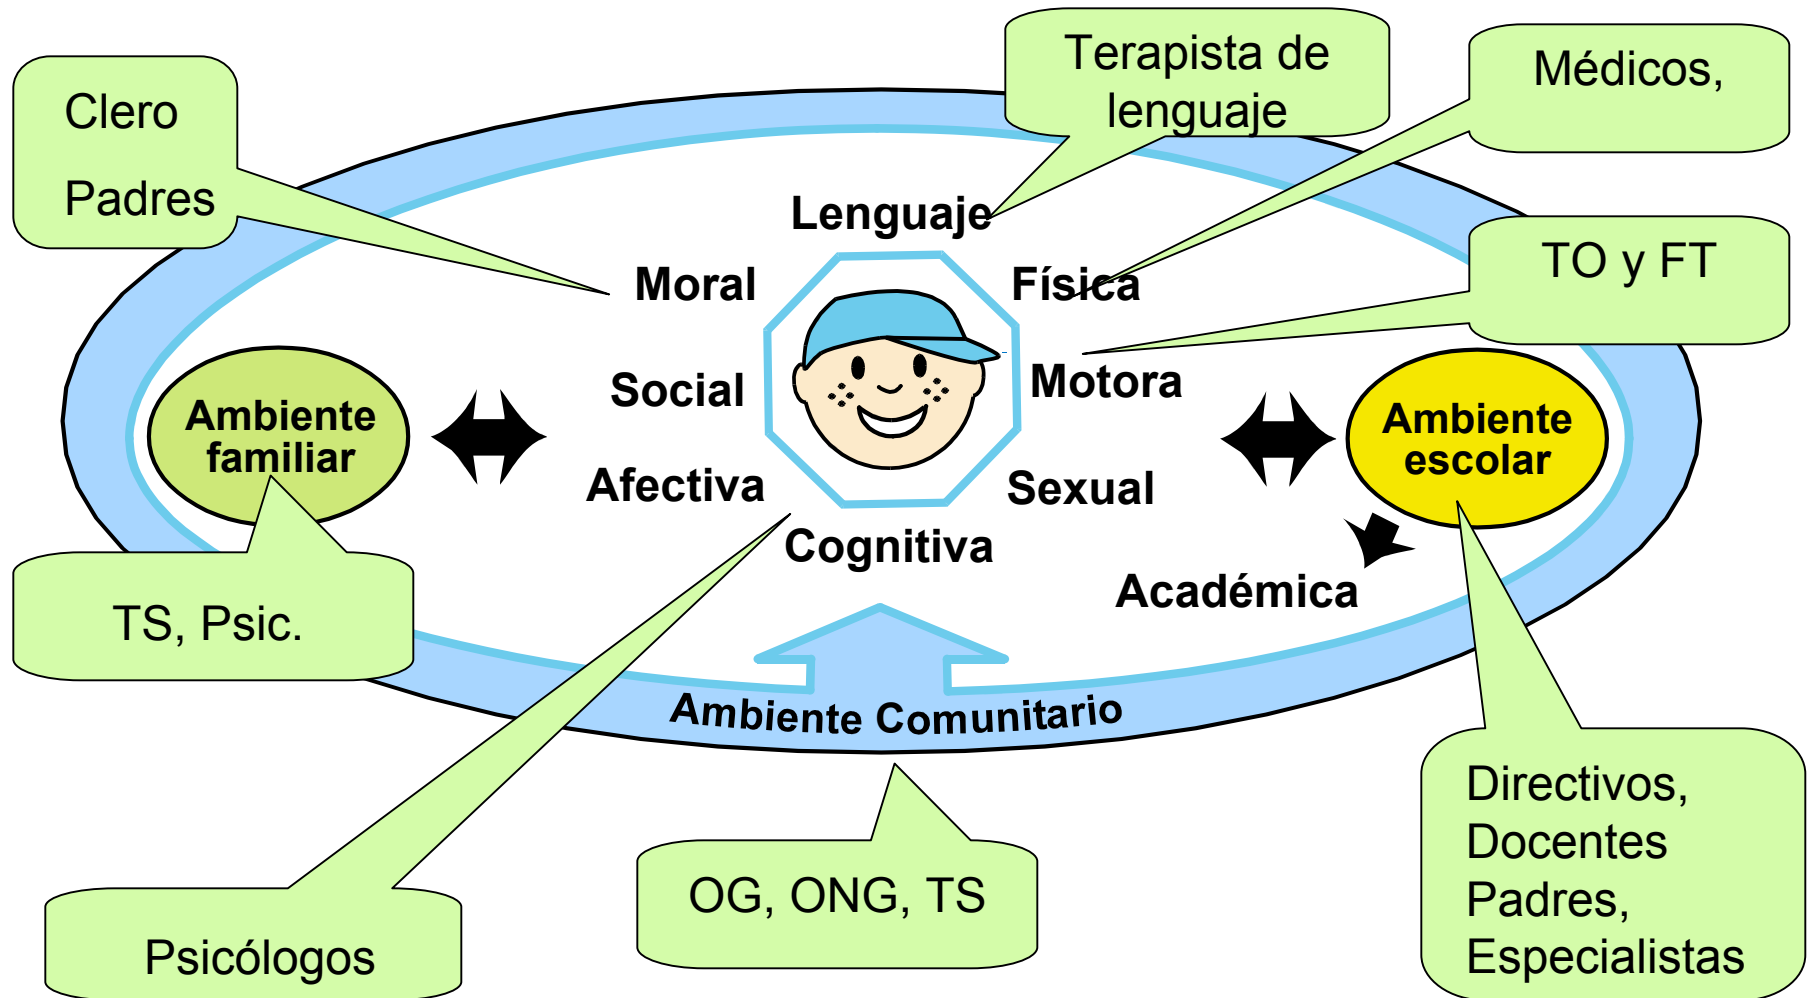 Clero
Padres
Terapista de
lenguaje
Médicos,
TO y FT
Lenguaje
Moral
Física
Social
Motora
Afectiva
Sexual
Cognitiva
Académica
Ambiente
familiar
Ambiente
escolar
TS, Psic.
Ambiente Comunitario
Psicólogos
OG, ONG, TS
Directivos,
Docentes
Padres,
Especialistas